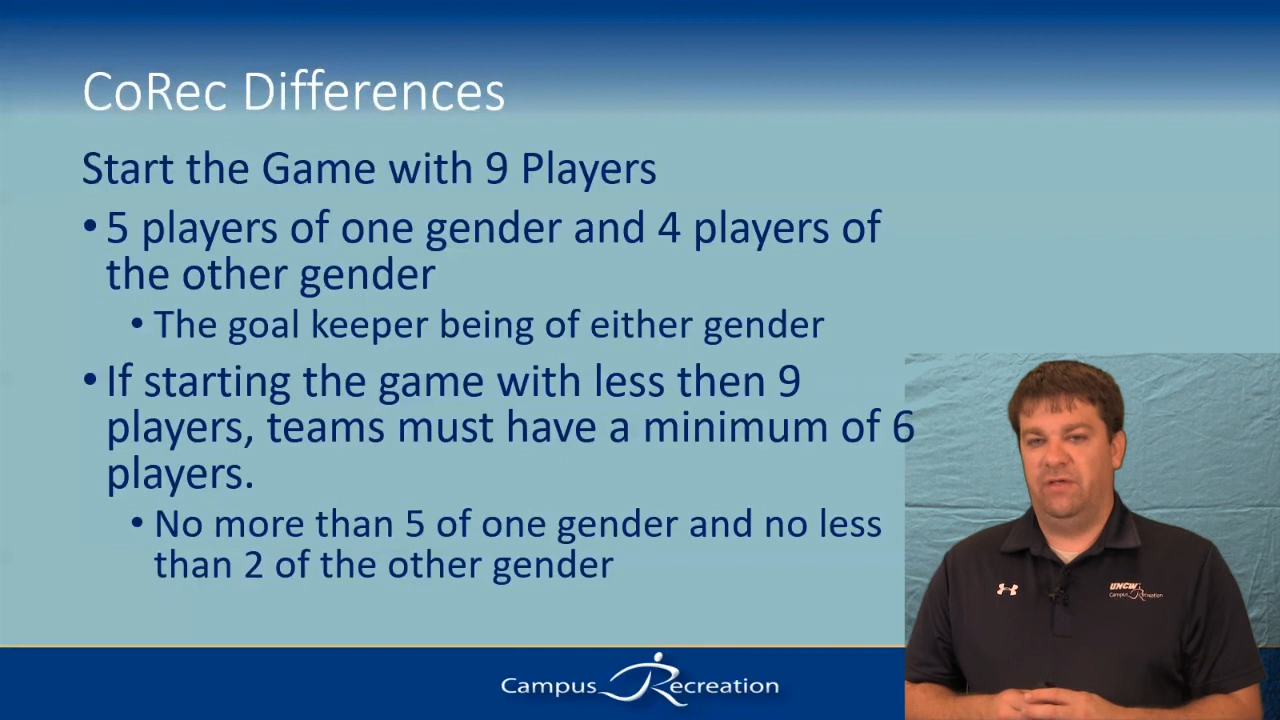 CoRec Differences
Start the Game with 9 Players
• 5 players of one gender and 4 players of
the other gender
• The goal keeper being of either gender
• If starting the game with less then 9
players, teams must have a minimum of 6
players.
• No more than 5 of one gender and no less
than 2 of the other gender
UNCW
Campus Recreation
Campus Recreation